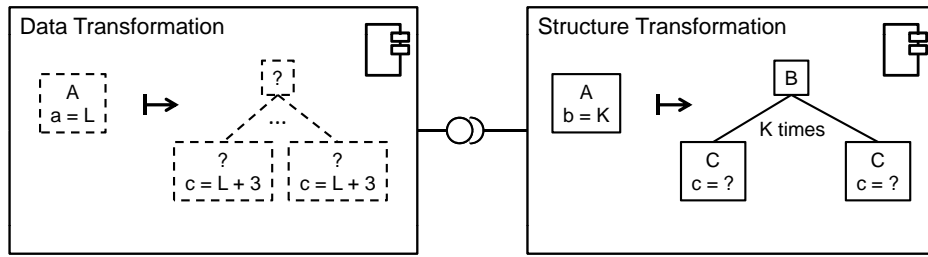 Data Transformation
A
a = L
?
...
?
c = L + 3
?
c = L + 3
Structure Transformation
A
b = K
B
K times
C
c = ?
C
c = ?